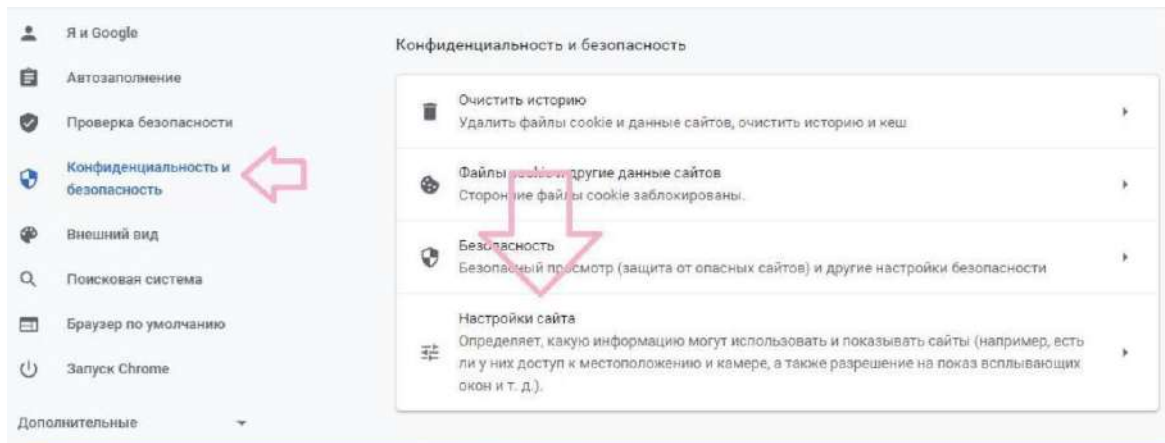 Я и Google
Автозаполнение
Проверка безопасности
Конфиденциальность и
безопасность
Внешний вид
Поисковая система
Браузер по умолчанию
Запуск Chrome
Дополнительные
Конфиденциальность и безопасность
Очистить историю
Удалить файлы cookie и данные сайтов, очистить историю и кеш
Файлы cookie и другие данные сайтов
Сторонние файлы cookie заблокированы.
Безопасность
Безопасный просмотр (защита от опасных сайтов) и другие настройки безопасности
Настройки сайта
Определяет, какую информацию могут использовать и показывать сайты (например, есть
ли у них доступ к местоположению и камере, а также разрешение на показ всплывающих
окон и т. д.).